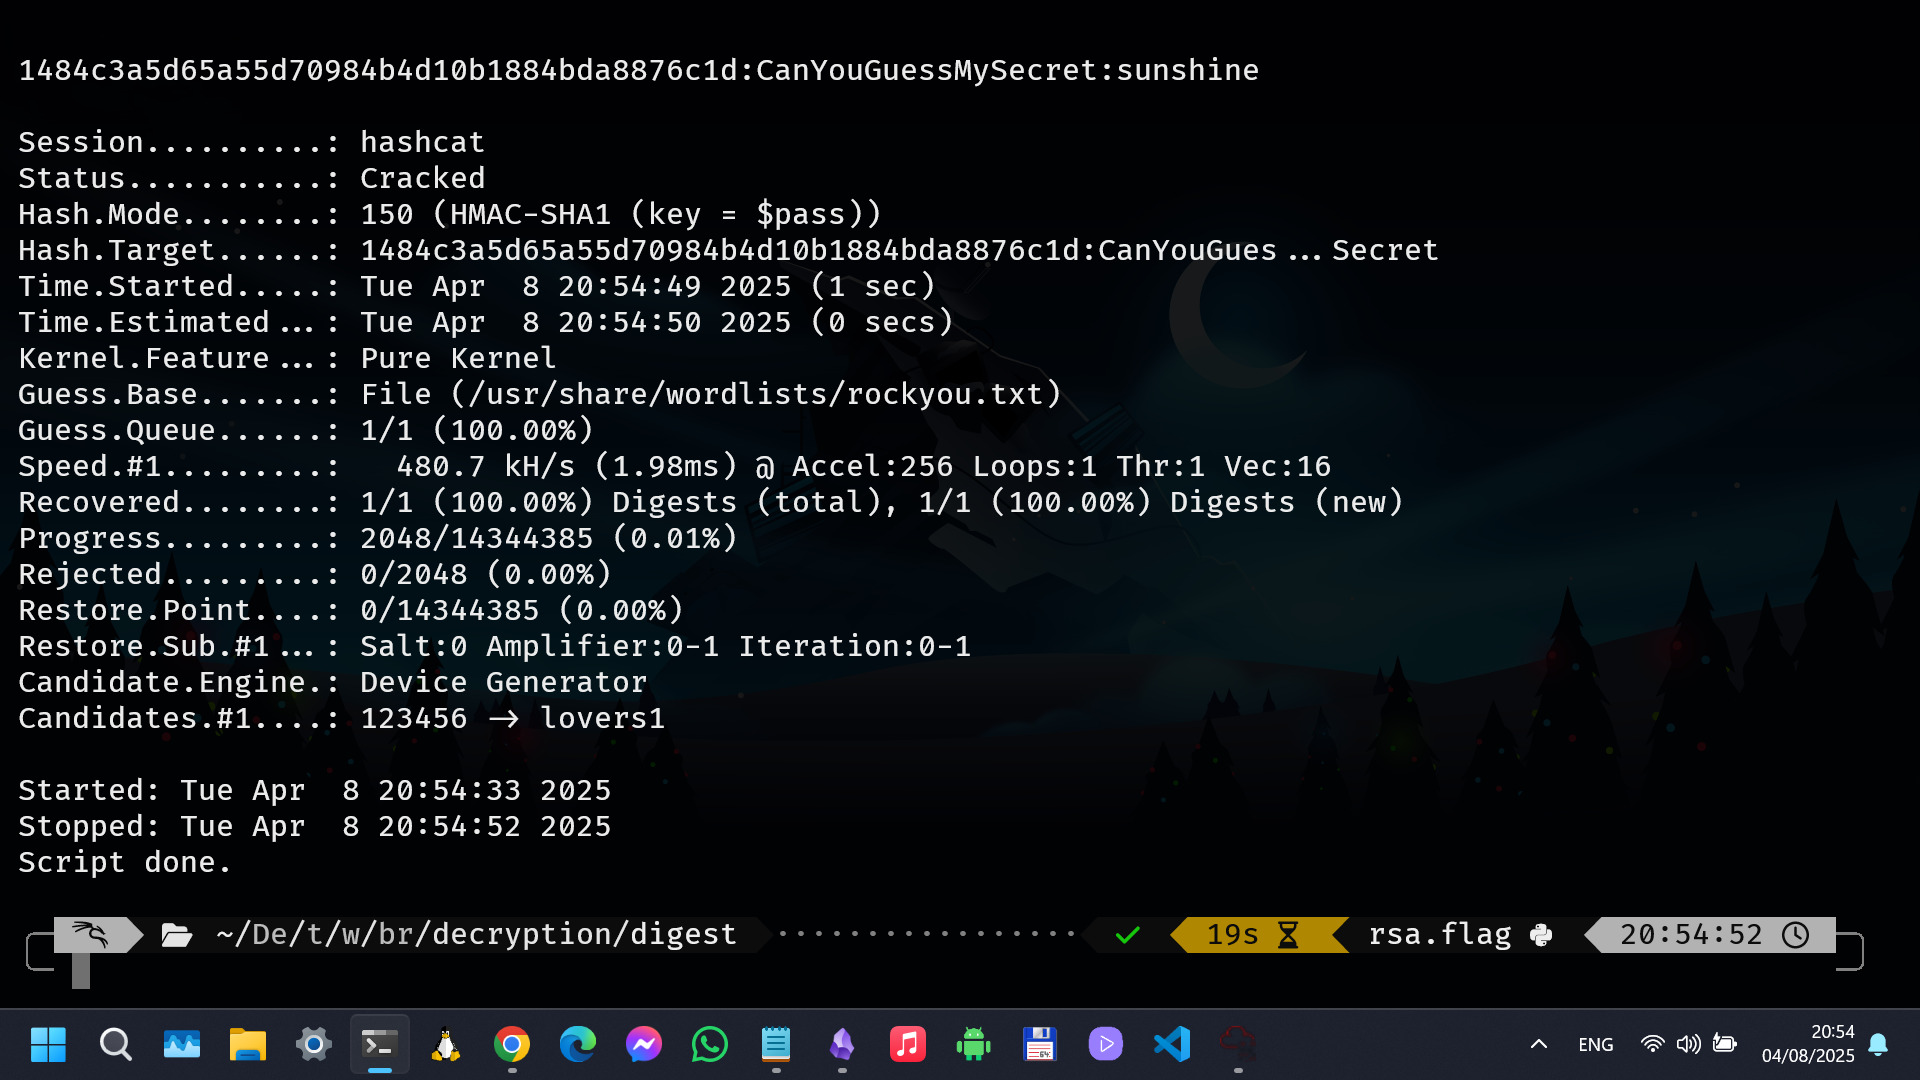 1484c3a5d65a55d70984b4d10b1884bda8876c1d:CanYouGuessMySecret:sunshine
Session..........: hashcat
Status...........: Cracked
Hash.Mode........: 150 (HMAC-SHA1 (key = $pass))
Hash.Target......: 1484c3a5d65a55d70984b4d10b1884bda8876c1d:CanYouGues...Secret
Time.Started.....: Tue Apr  8 20:54:49 2025 (1 sec)
Time.Estimated...: Tue Apr  8 20:54:50 2025 (0 secs)
Kernel.Feature...: Pure Kernel
Guess.Base.......: File (/usr/share/wordlists/rockyou.txt)
Guess.Queue......: 1/1 (100.00%)
Speed.#1.........:   480.7 kH/s (1.98ms) @ Accel:256 Loops:1 Thr:1 Vec:16
Recovered........: 1/1 (100.00%) Digests (total), 1/1 (100.00%) Digests (new)
Progress.........: 2048/14344385 (0.01%)
Rejected.........: 0/2048 (0.00%)
Restore.Point....: 0/14344385 (0.00%)
Restore.Sub.#1...: Salt:0 Amplifier:0-1 Iteration:0-1
Candidate.Engine.: Device Generator
Candidates.#1....: 123456 -> lovers1
Started: Tue Apr  8 20:54:33 2025
Stopped: Tue Apr  8 20:54:52 2025
Script done.
~/De/t/w/br/decryption/digest 19s rsa.flag 20:54:52
64
ENG
20:54
04/08/2025